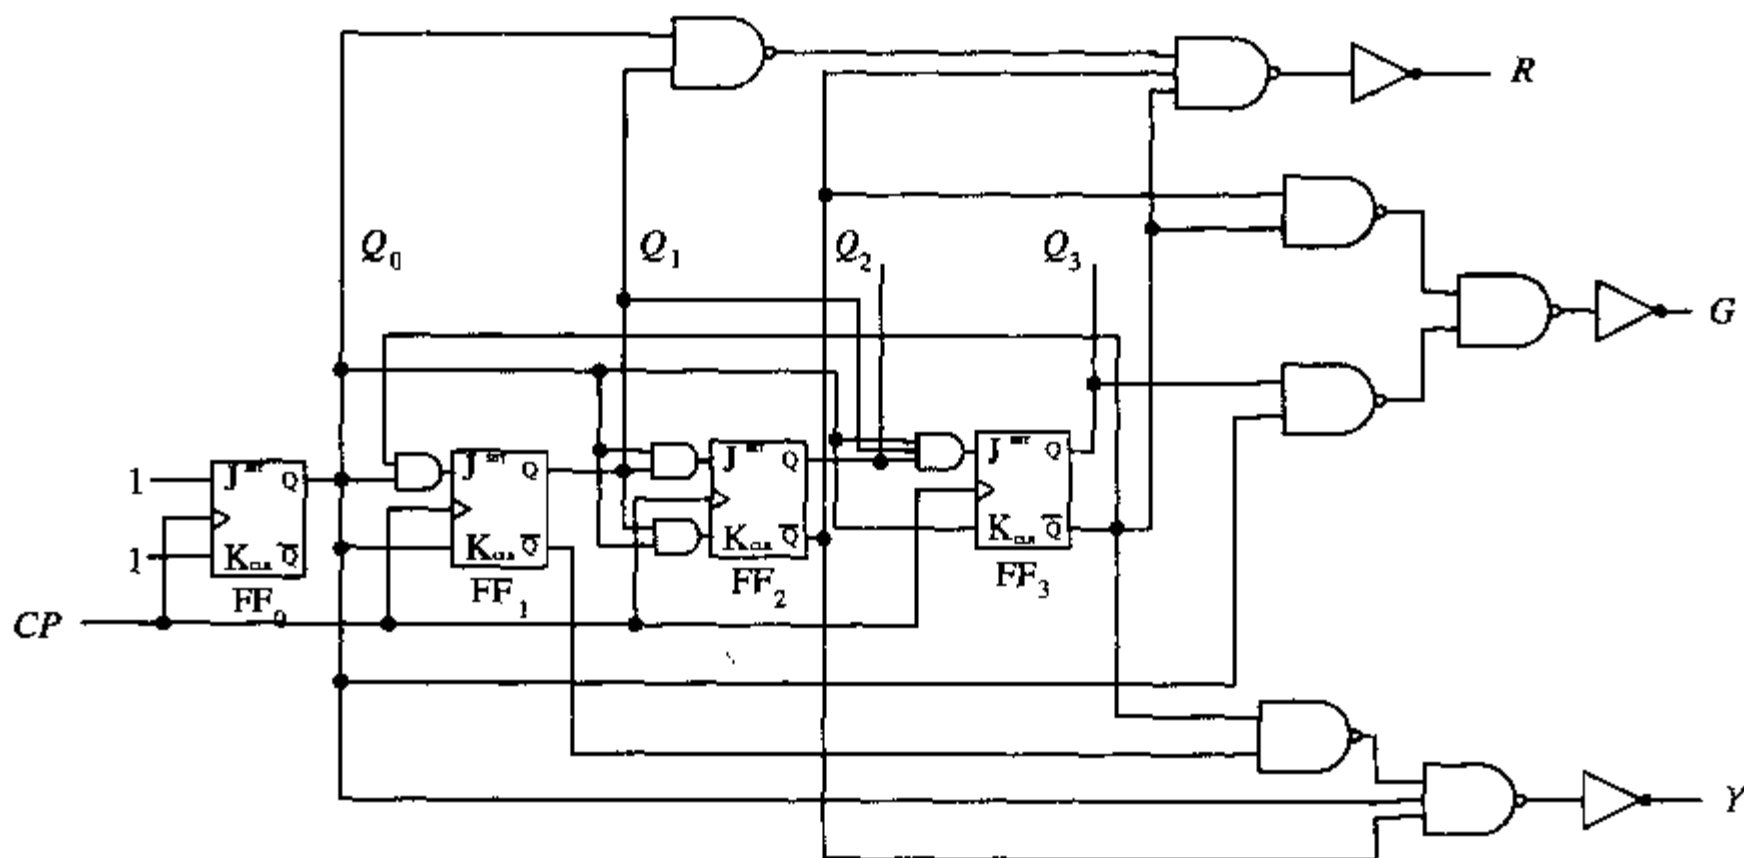 R
Q₀ Q₁ Q₂ Q₃
G
1 J Q
1 K Q̅
FF₀
J Q
K Q̅
FF₁
J Q
K Q̅
FF₂
J Q
K Q̅
FF₃
CP
Y